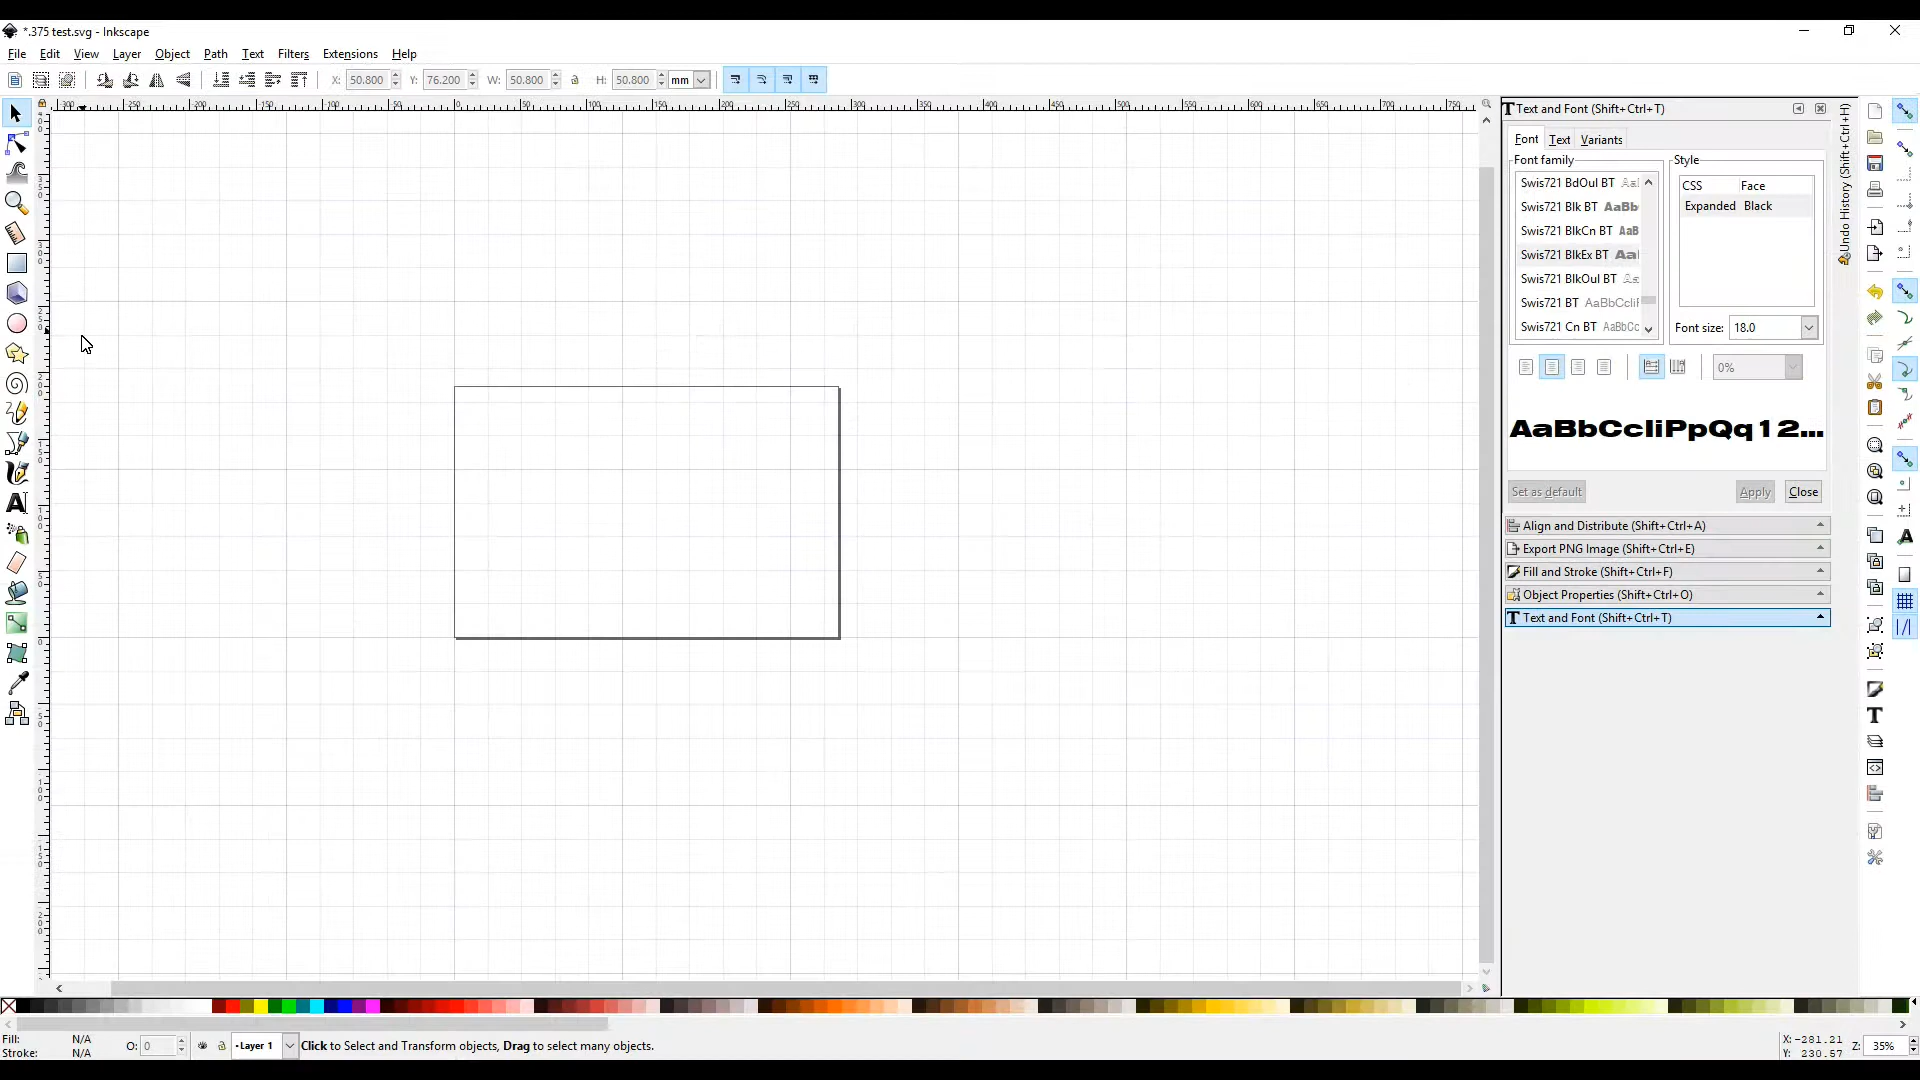 *.375 test.svg - Inkscape
File Edit View Layer Object Path Text Filters Extensions Help
X: 50.800 Y: 76.200 W: 50.800 H: 50.800 mm
Text and Font (Shift+Ctrl+T)
Font Text Variants
Font family
Style
Swis721 BdOul BT
Swis721 Blk BT AaBb
Swis721 BlkCn BT AaB
Swis721 BlkEx BT Aa
Swis721 BlkOul BT
Swis721 BT AaBbCcIi
Swis721 Cn BT AaBbCc
CSS Face
Expanded Black
Font size: 18.0
0%
AaBbCcIiPpQq12...
Set as default Apply Close
Align and Distribute (Shift+Ctrl+A)
Export PNG Image (Shift+Ctrl+E)
Fill and Stroke (Shift+Ctrl+F)
Object Properties (Shift+Ctrl+O)
Text and Font (Shift+Ctrl+T)
Undo History (Shift+Ctrl+H)
Fill: N/A
Stroke: N/A
O: 0
•Layer 1
Click to Select and Transform objects, Drag to select many objects.
X: -281.21
Y: 230.57
Z: 35%